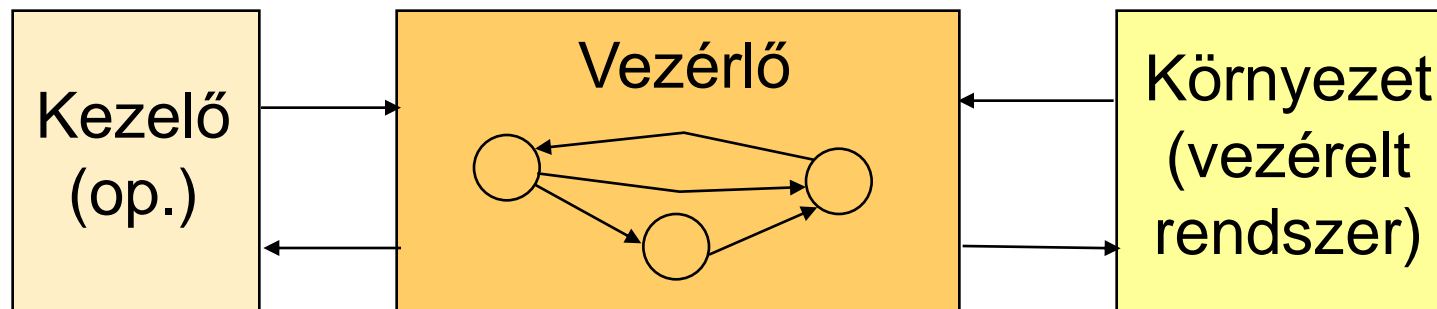 Kezelő
(op.)
Vezérlő
Környezet
(vezérelt
rendszer)